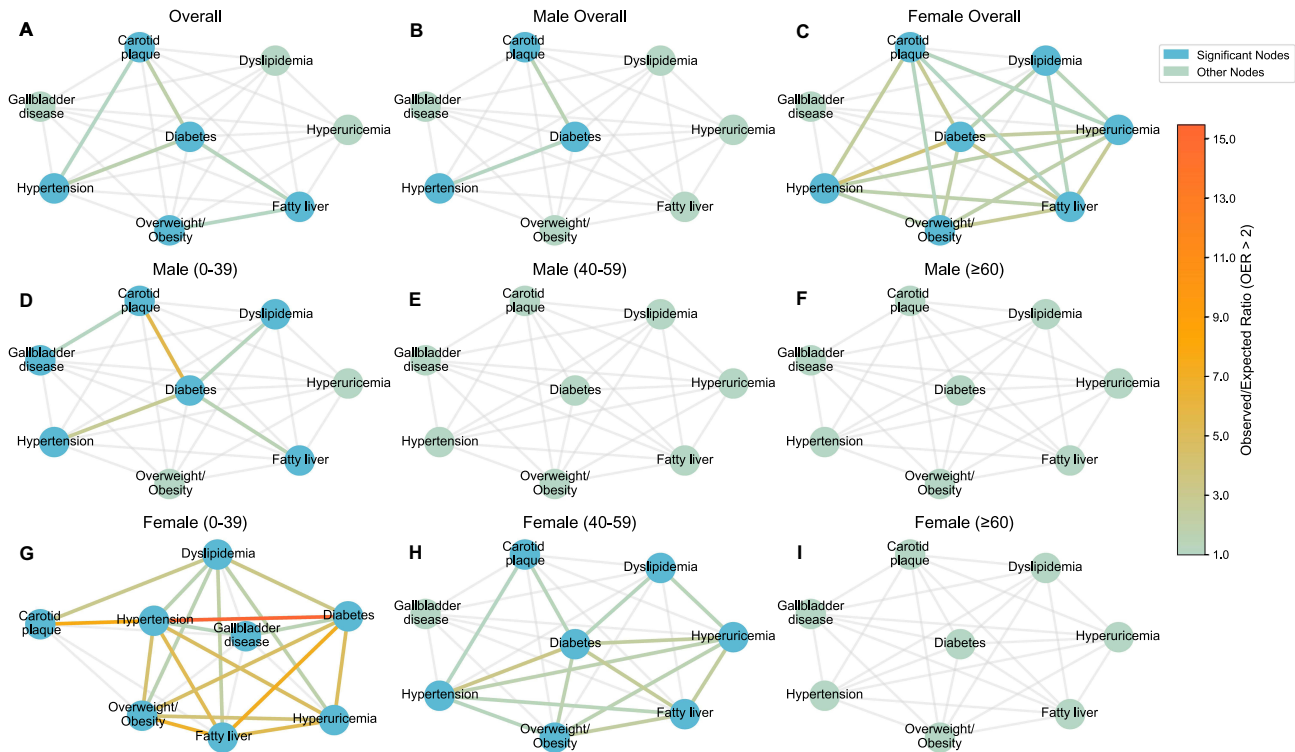 Overall
Male Overall
Female Overall
A
Carotid
plaque
Dyslipidemia
Gallbladder
disease
Hyperuricemia
Diabetes
Hypertension
Fatty liver
Overweight/
Obesity
B
Carotid
plaque
Dyslipidemia
Gallbladder
disease
Hyperuricemia
Diabetes
Hypertension
Fatty liver
Overweight/
Obesity
C
Carotid
plaque
Dyslipidemia
Gallbladder
disease
Hyperuricemia
Diabetes
Hypertension
Fatty liver
Overweight/
Obesity
Significant Nodes
Other Nodes
15.0
13.0
11.0
9.0
7.0
5.0
3.0
1.0
Observed/Expected Ratio (OER > 2)
Male (0-39)
Male (40-59)
Male (≥60)
D
Carotid
plaque
Dyslipidemia
Gallbladder
disease
Hyperuricemia
Diabetes
Hypertension
Fatty liver
Overweight/
Obesity
E
Carotid
plaque
Dyslipidemia
Gallbladder
disease
Hyperuricemia
Diabetes
Hypertension
Fatty liver
Overweight/
Obesity
F
Carotid
plaque
Dyslipidemia
Gallbladder
disease
Hyperuricemia
Diabetes
Hypertension
Fatty liver
Overweight/
Obesity
Female (0-39)
Female (40-59)
Female (≥60)
G
Dyslipidemia
Carotid
plaque
Hypertension
Diabetes
Gallbladder
disease
Overweight/
Obesity
Hyperuricemia
Fatty liver
H
Carotid
plaque
Dyslipidemia
Gallbladder
disease
Hyperuricemia
Diabetes
Hypertension
Fatty liver
Overweight/
Obesity
I
Carotid
plaque
Dyslipidemia
Gallbladder
disease
Hyperuricemia
Diabetes
Hypertension
Fatty liver
Overweight/
Obesity